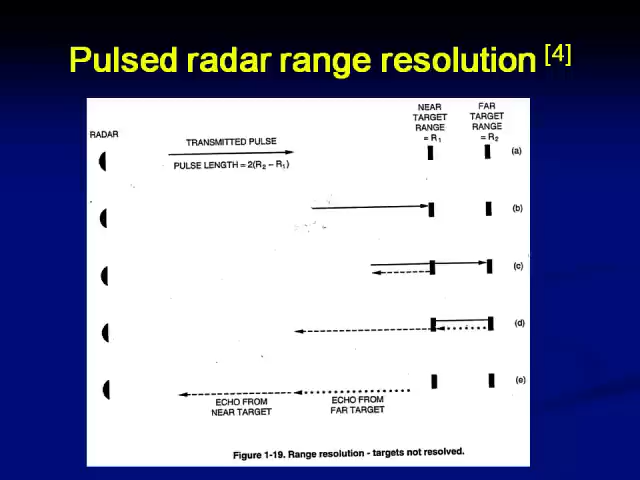 Pulsed radar range resolution [4]
NEAR TARGET RANGE = R1
FAR TARGET RANGE = R2
RADAR
TRANSMITTED PULSE
PULSE LENGTH = 2(R2 – R1)
(a)
(b)
(c)
(d)
(e)
ECHO FROM NEAR TARGET
ECHO FROM FAR TARGET
Figure 1-19. Range resolution - targets not resolved.